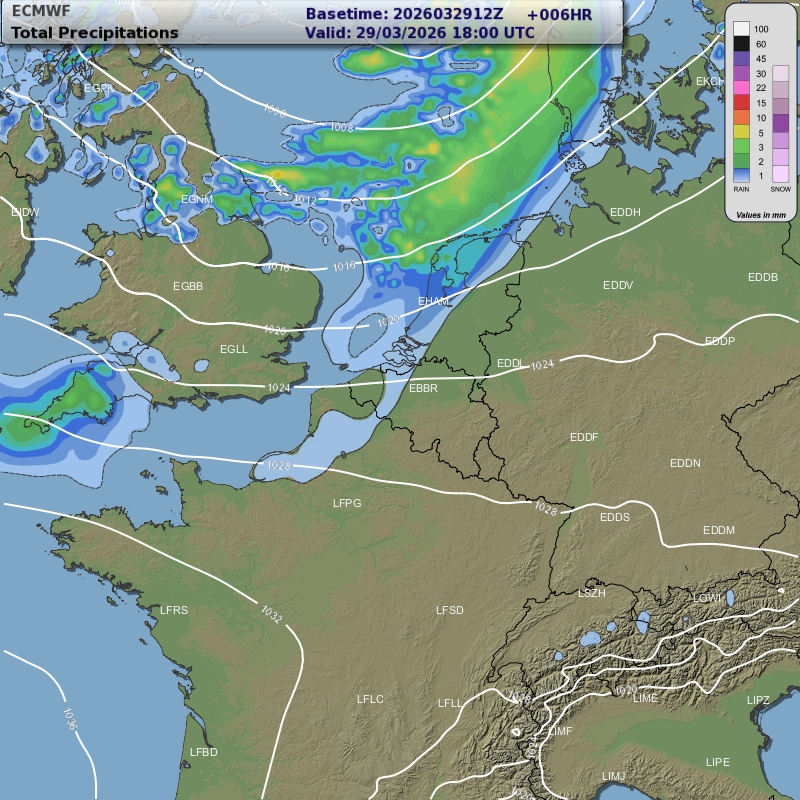 ECMWF
Basetime: 2026032912Z +006HR
Total Precipitations
Valid: 29/03/2026 18:00 UTC
100
60
45
30
22
15
10
5
3
2
1
RAIN SNOW
Values in mm
EGPK
EKCH
1008
1008
1012
EGNM
EIDW
EDDH
1016
1016
EGBB
EDDV
EDDB
EHAM
1020
1020
EGLL
EDDP
EDDL
1024
1024
EBBR
EDDF
1028
EDDN
LFPG
1028
EDDS
EDDM
LSZH
LOWI
LFRS
1032
LFSD
LFLC
LFLL
1020
LIME
LIPZ
1036
LIMF
LFBD
LIPE
LIMJ